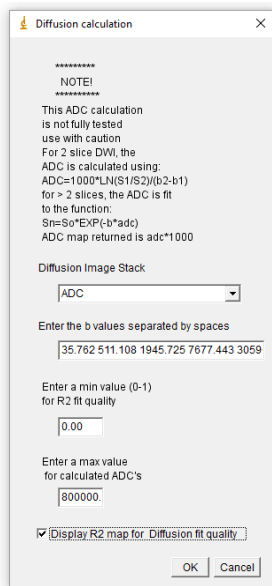 Diffusion calculation
*********
NOTE!
**********
This ADC calculation
is not fully tested
use with caution
For 2 slice DWI, the
ADC is calculated using:
ADC=1000*LN(S1/S2)/(b2-b1)
for > 2 slices, the ADC is fit
to the function:
Sn=So*EXP(-b*adc)
ADC map returned is adc*1000
Diffusion Image Stack
ADC
Enter the b values separated by spaces
35.762 511.108 1945.725 7677.443 3059
Enter a min value (0-1)
for R2 fit quality
0.00
Enter a max value
for calculated ADC's
800000.
Display R2 map for Diffusion fit quality
OK Cancel